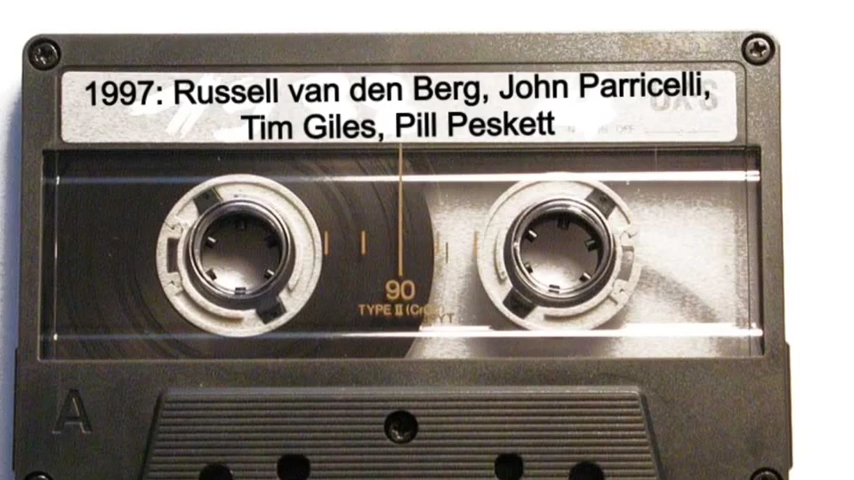 1997: Russell van den Berg, John Parricelli,
Tim Giles, Pill Peskett
90
TYPE II
A